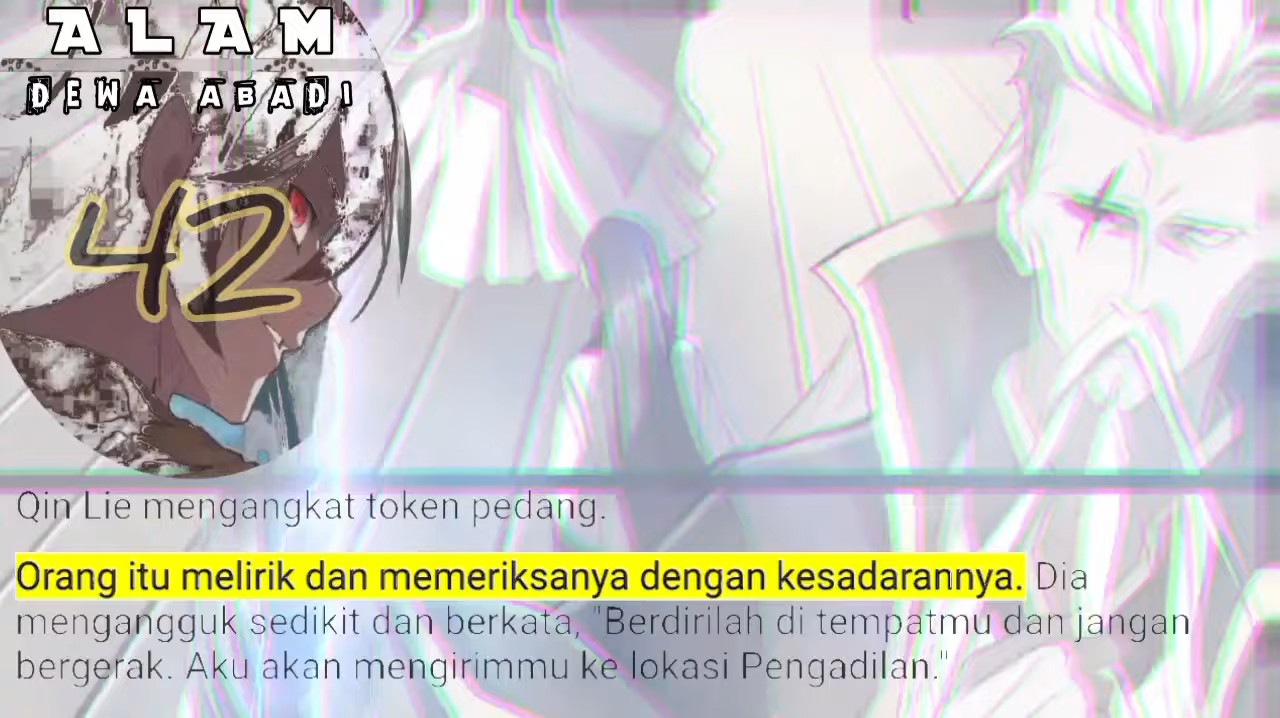 ALAM
DEWA ABADI
42
Qin Lie mengangkat token pedang.
Orang itu melirik dan memeriksanya dengan kesadarannya. Dia
mengangguk sedikit dan berkata, "Berdirilah di tempatmu dan jangan
bergerak. Aku akan mengirimmu ke lokasi Pengadilan."